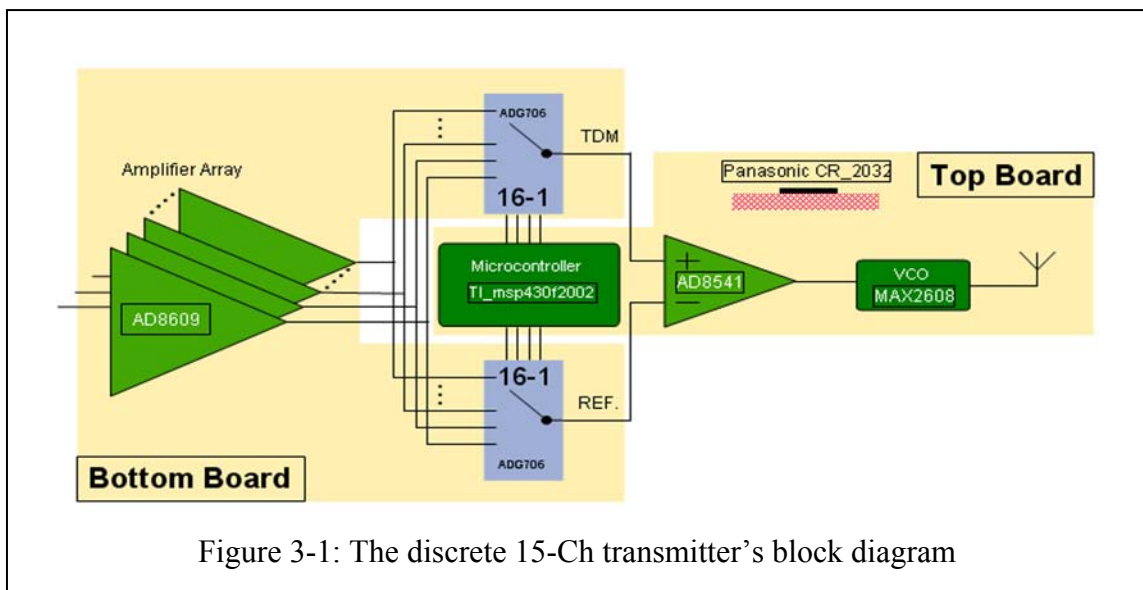 ADG706
TDM
16-1
Amplifier Array
AD8609
Panasonic CR_2032
Top Board
Microcontroller
TI_msp430f2002
+
AD8541
−
VCO
MAX2608
16-1
REF.
ADG706
Bottom Board
Figure 3-1: The discrete 15-Ch transmitter’s block diagram